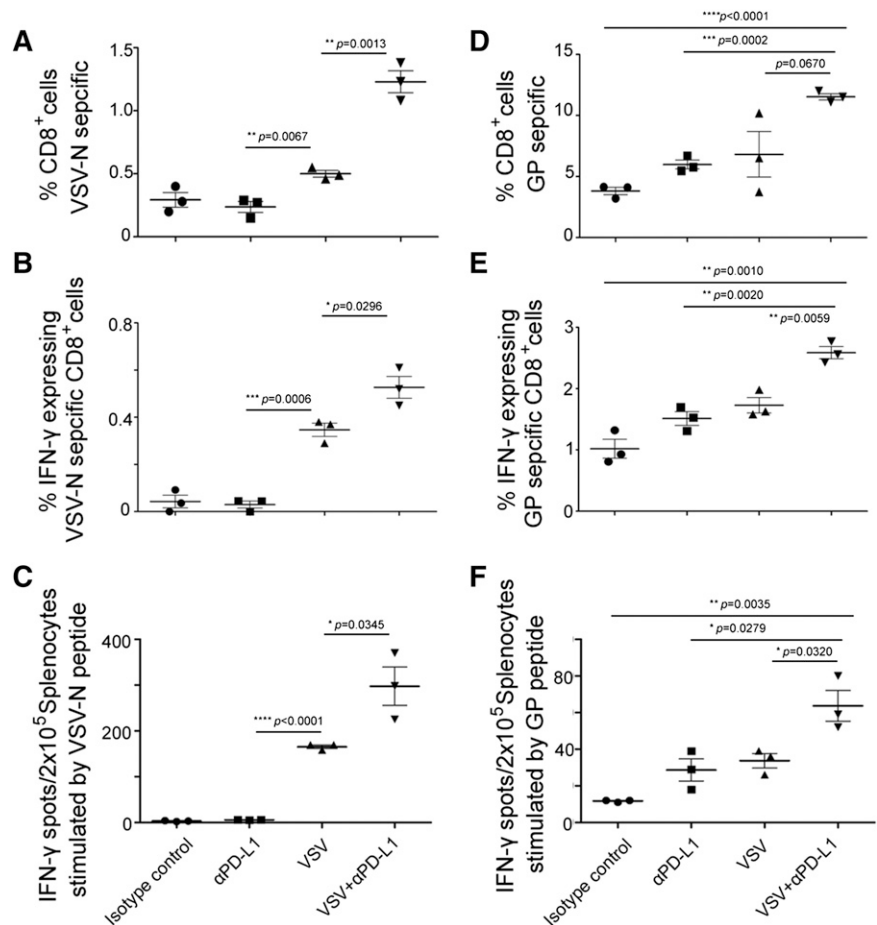 A
% CD8+cells
VSV-N sepcific
1.5
0.5
0
** p=0.0067
** p=0.0013
B
% IFN-γ expressing
VSV-N sepcific CD8+cells
0.8
0.4
0
*** p=0.0006
* p=0.0296
C
IFN-γ spots/2x10^5 Splenocytes
stimulated by VSV-N peptide
400
200
0
**** p<0.0001
* p=0.0345
Isotype control
αPD-L1
VSV
VSV+αPD-L1
D
% CD8+cells
GP sepcific
15
10
5
0
**** p<0.0001
*** p=0.0002
p=0.0670
E
% IFN-γ expressing
GP sepcific CD8+cells
3
2
1
0
** p=0.0010
** p=0.0020
** p=0.0059
F
IFN-γ spots/2x10^5 Splenocytes
stimulated by GP peptide
80
40
0
** p=0.0035
* p=0.0279
* p=0.0320
Isotype control
αPD-L1
VSV
VSV+αPD-L1